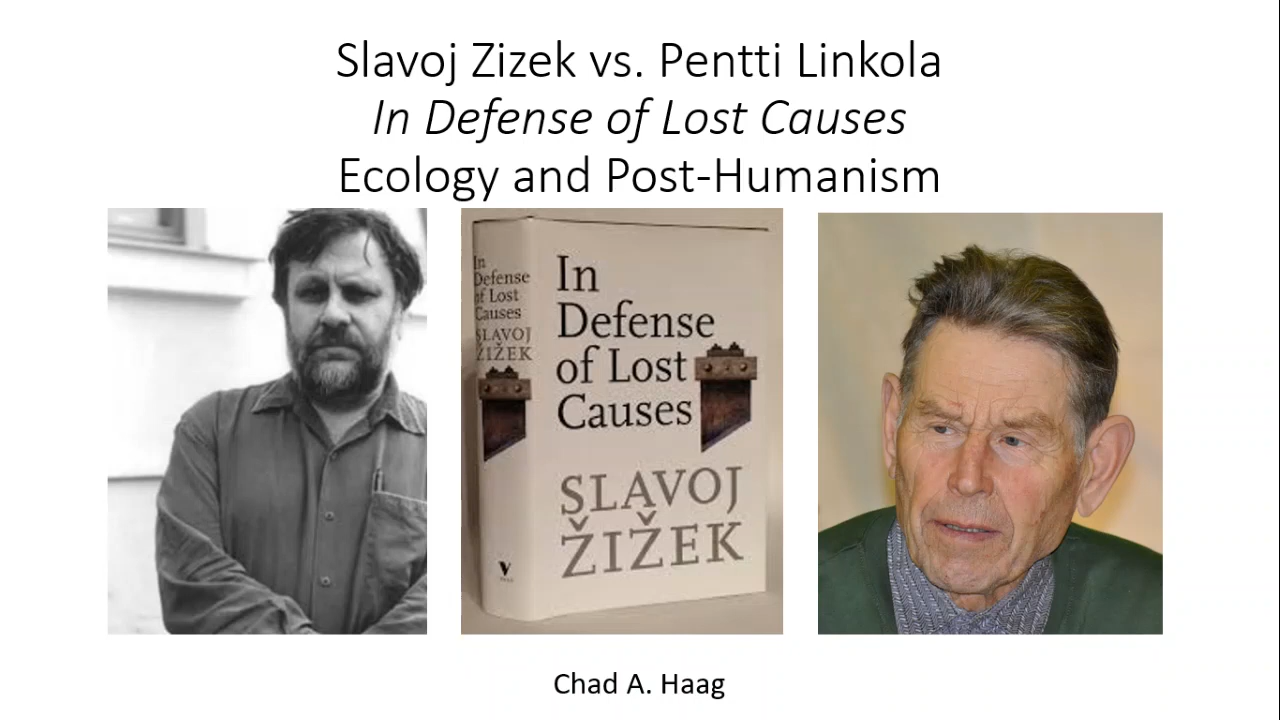 Slavoj Zizek vs. Pentti Linkola
In Defense of Lost Causes
Ecology and Post-Humanism
In
Defense
of Lost
Causes
SLAVOJ
ŽIŽEK
In
Defense
of Lost
Causes
SLAVOJ
ŽIŽEK
V
Chad A. Haag